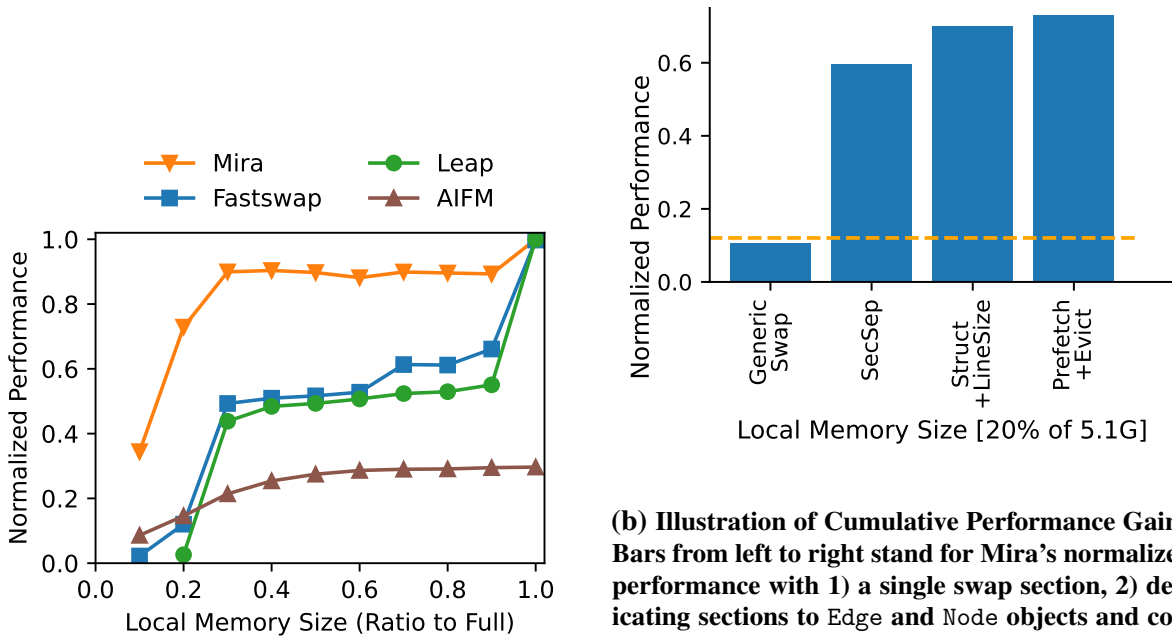 Mira
Fastswap
Leap
AIFM
Normalized Performance
1.0
0.8
0.6
0.4
0.2
0.0
0.0 0.2 0.4 0.6 0.8 1.0
Local Memory Size (Ratio to Full)
Normalized Performance
0.6
0.4
0.2
0.0
Generic
Swap
SecSep
Struct
+LineSize
Prefetch
+Evict
Local Memory Size [20% of 5.1G]
(b) Illustration of Cumulative Performance Gain
Bars from left to right stand for Mira's normalize
performance with 1) a single swap section, 2) de
icating sections to Edge and Node objects and co